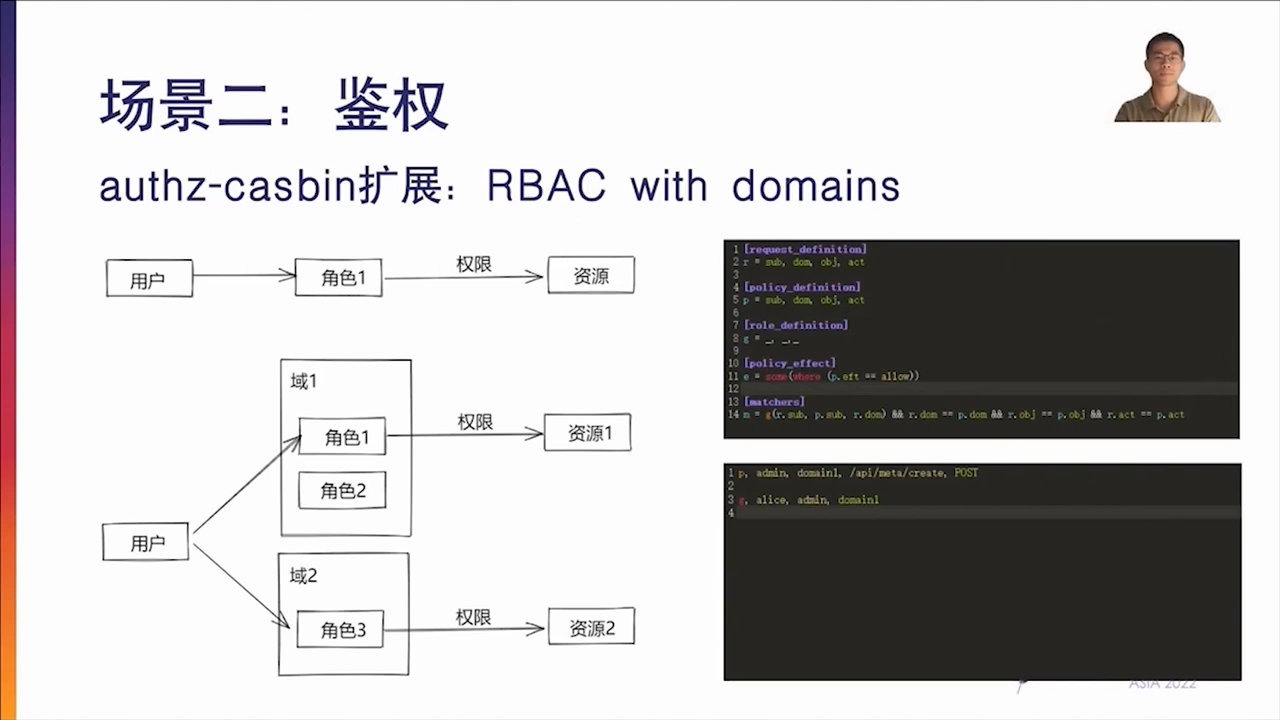 场景二：鉴权
authz-casbin扩展：RBAC with domains
用户
角色1
权限
资源
域1
角色1
角色2
权限
资源1
用户
域2
角色3
权限
资源2
1 [request_definition]
2 r = sub, dom, obj, act
3
4 [policy_definition]
5 p = sub, dom, obj, act
6
7 [role_definition]
8 g = _, _,_
9
10 [policy_effect]
11 e = some(where (p.eft == allow))
12
13 [matchers]
14 m = g(r.sub, p.sub, r.dom) && r.dom == p.dom && r.obj == p.obj && r.act == p.act
1 p, admin, domain1, /api/meta/create, POST
2
3 g, alice, admin, domain1
4
ASIA 2022